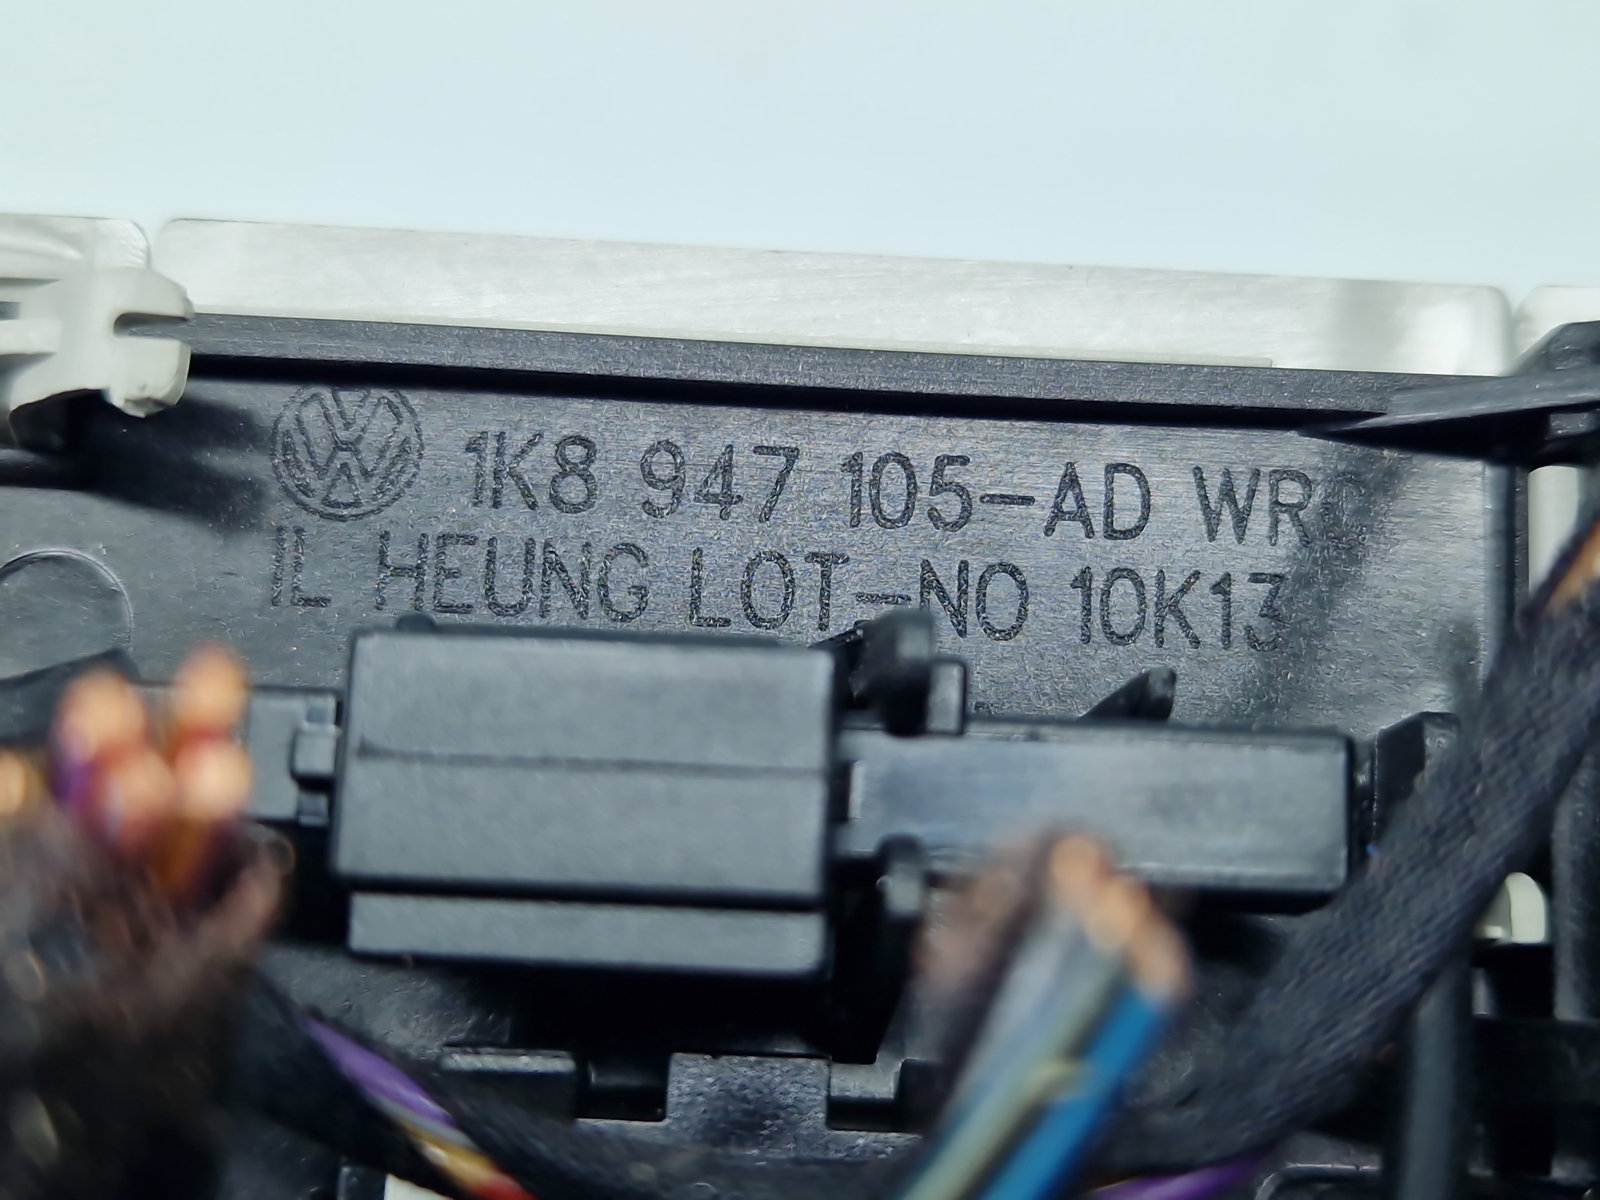 1K8 947 105-AD WR
IL HEUNG LOT-NO 10K13